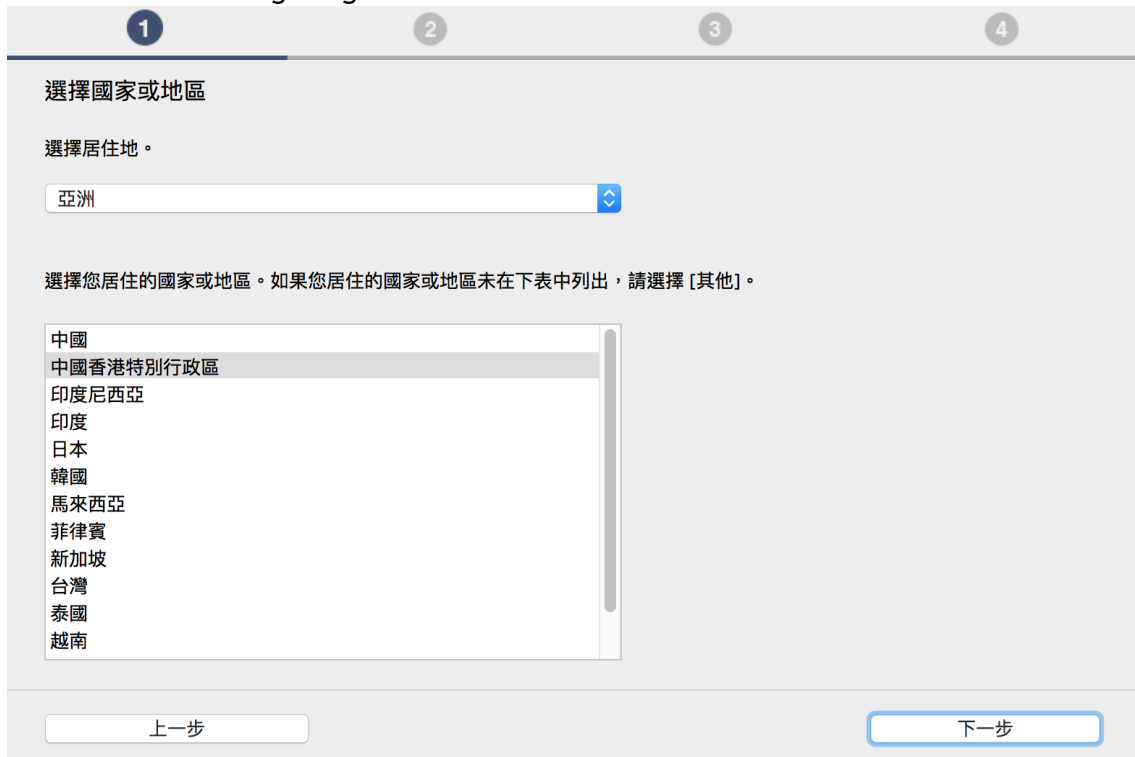 1 2 3 4
選擇國家或地區
選擇居住地。
亞洲
選擇您居住的國家或地區。如果您居住的國家或地區未在下表中列出，請選擇 [其他]。
中國
中國香港特別行政區
印度尼西亞
印度
日本
韓國
馬來西亞
菲律賓
新加坡
台灣
泰國
越南
上一步 下一步